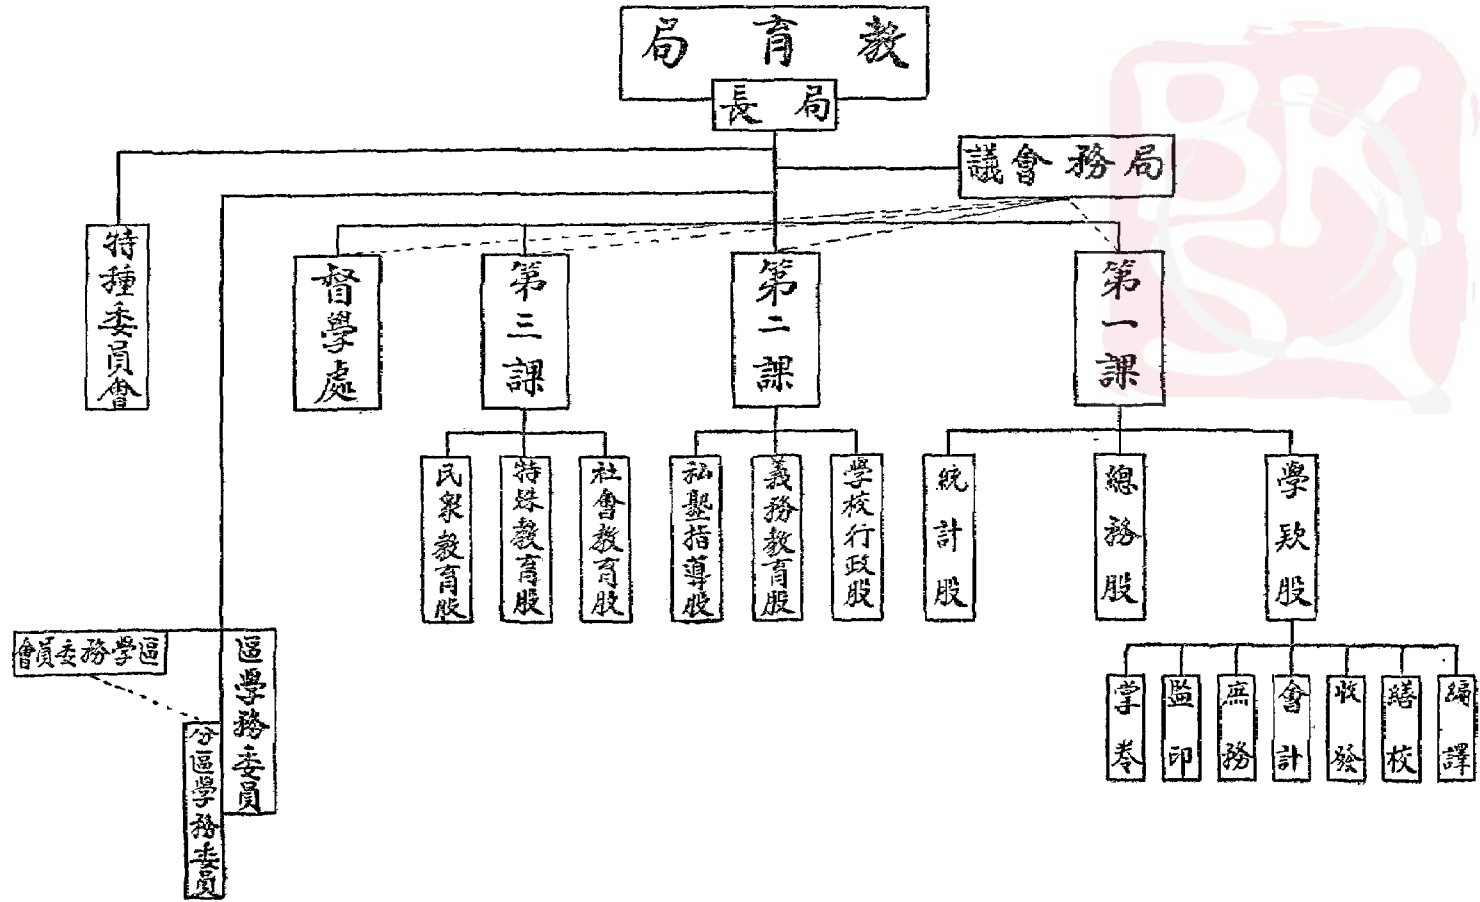 教育局
局長
局務會議
特種委員會
督學處
第三課
第二課
第一課
民眾教育股
特殊教育股
社會教育股
私塾指導股
義務教育股
學校行政股
統計股
總務股
學欵股
掌卷
監印
庶務
會計
收發
繕校
編譯
區學務委員會
區學務委員
分區學務委員
BKSY